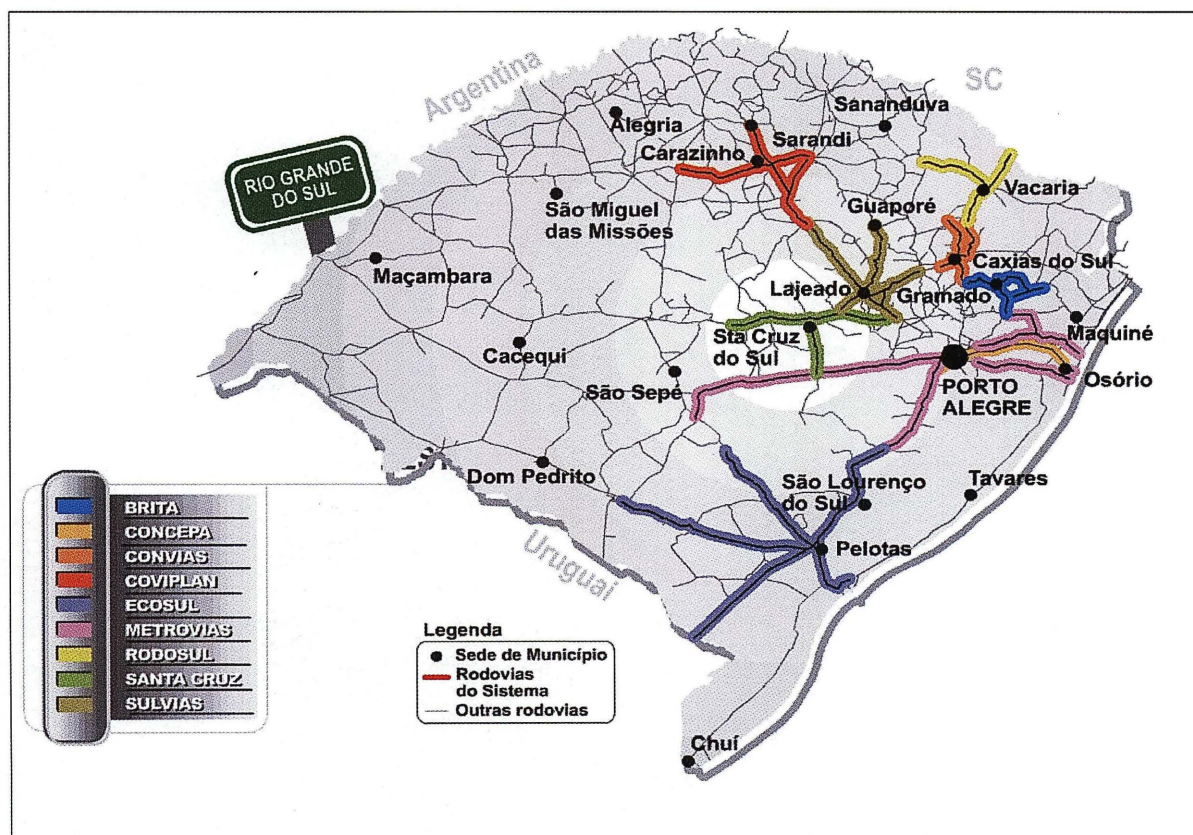 Argentina
SC
RIO GRANDE
DO SUL
Sananduva
Alegria
Sarandi
Carazinho
Vacaria
São Miguel
das Missões
Guaporé
Maçambara
Caxias do Sul
Lajeado
Gramado
Maquiné
Sta Cruz
do Sul
Cacequi
São Sepé
PORTO
ALEGRE
Osório
Dom Pedrito
São Lourenço
do Sul
Tavares
Pelotas
Uruguai
Chuí
BRITA
CONCEPA
CONVIAS
COVIPLAN
ECOSUL
METROVIAS
RODOSUL
SANTA CRUZ
SULVIAS
Legenda
Sede de Município
Rodovias
do Sistema
Outras rodovias